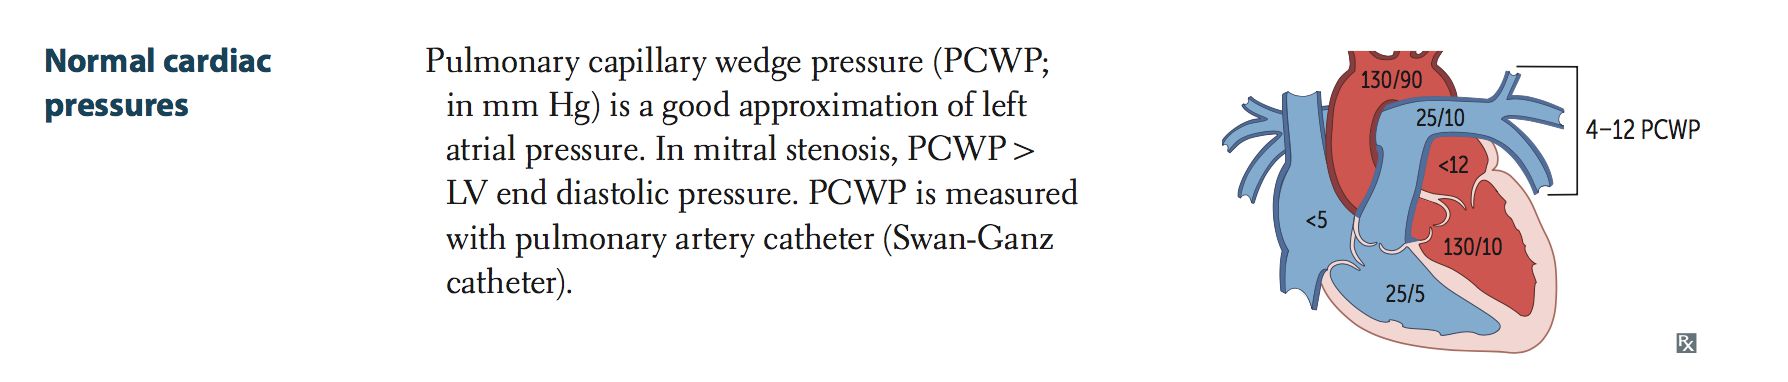 Normal cardiac
pressures
Pulmonary capillary wedge pressure (PCWP;
in mm Hg) is a good approximation of left
atrial pressure. In mitral stenosis, PCWP >
LV end diastolic pressure. PCWP is measured
with pulmonary artery catheter (Swan-Ganz
catheter).
130/90
25/10
4–12 PCWP
<12
<5
130/10
25/5
Rx